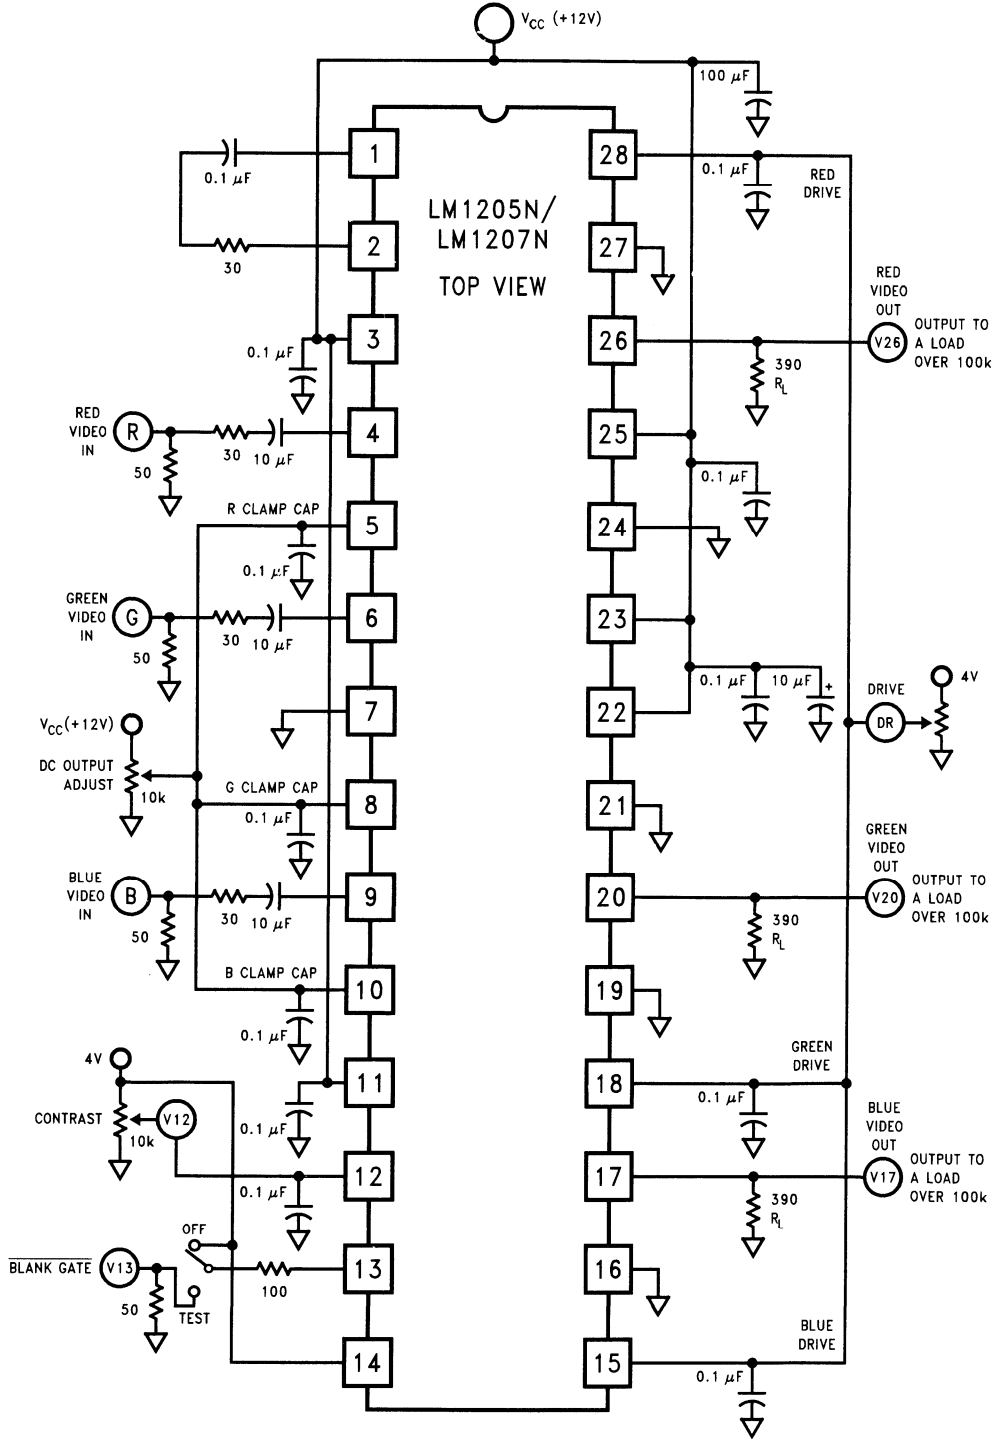 VCC (+12V)
100 µF
1
0.1 µF
28
0.1 µF
RED
DRIVE
LM1205N/
LM1207N
TOP VIEW
2
30
27
RED
VIDEO
OUT
3
0.1 µF
26
V26
OUTPUT TO
A LOAD
OVER 100k
390
RL
RED
VIDEO
IN
R
50
30
10 µF
4
25
0.1 µF
R CLAMP CAP
5
0.1 µF
24
GREEN
VIDEO
IN
G
50
30
10 µF
6
23
0.1 µF
10 µF
+
7
22
DRIVE
DR
4V
VCC(+12V)
DC OUTPUT
ADJUST
10k
G CLAMP CAP
0.1 µF
8
21
GREEN
VIDEO
OUT
BLUE
VIDEO
IN
B
50
30
10 µF
9
20
V20
OUTPUT TO
A LOAD
OVER 100k
390
RL
B CLAMP CAP
0.1 µF
10
19
4V
CONTRAST
10k
V12
11
0.1 µF
18
0.1 µF
GREEN
DRIVE
BLUE
VIDEO
OUT
12
0.1 µF
17
V17
OUTPUT TO
A LOAD
OVER 100k
390
RL
OFF
BLANK GATE
V13
50
TEST
100
13
16
14
15
0.1 µF
BLUE
DRIVE